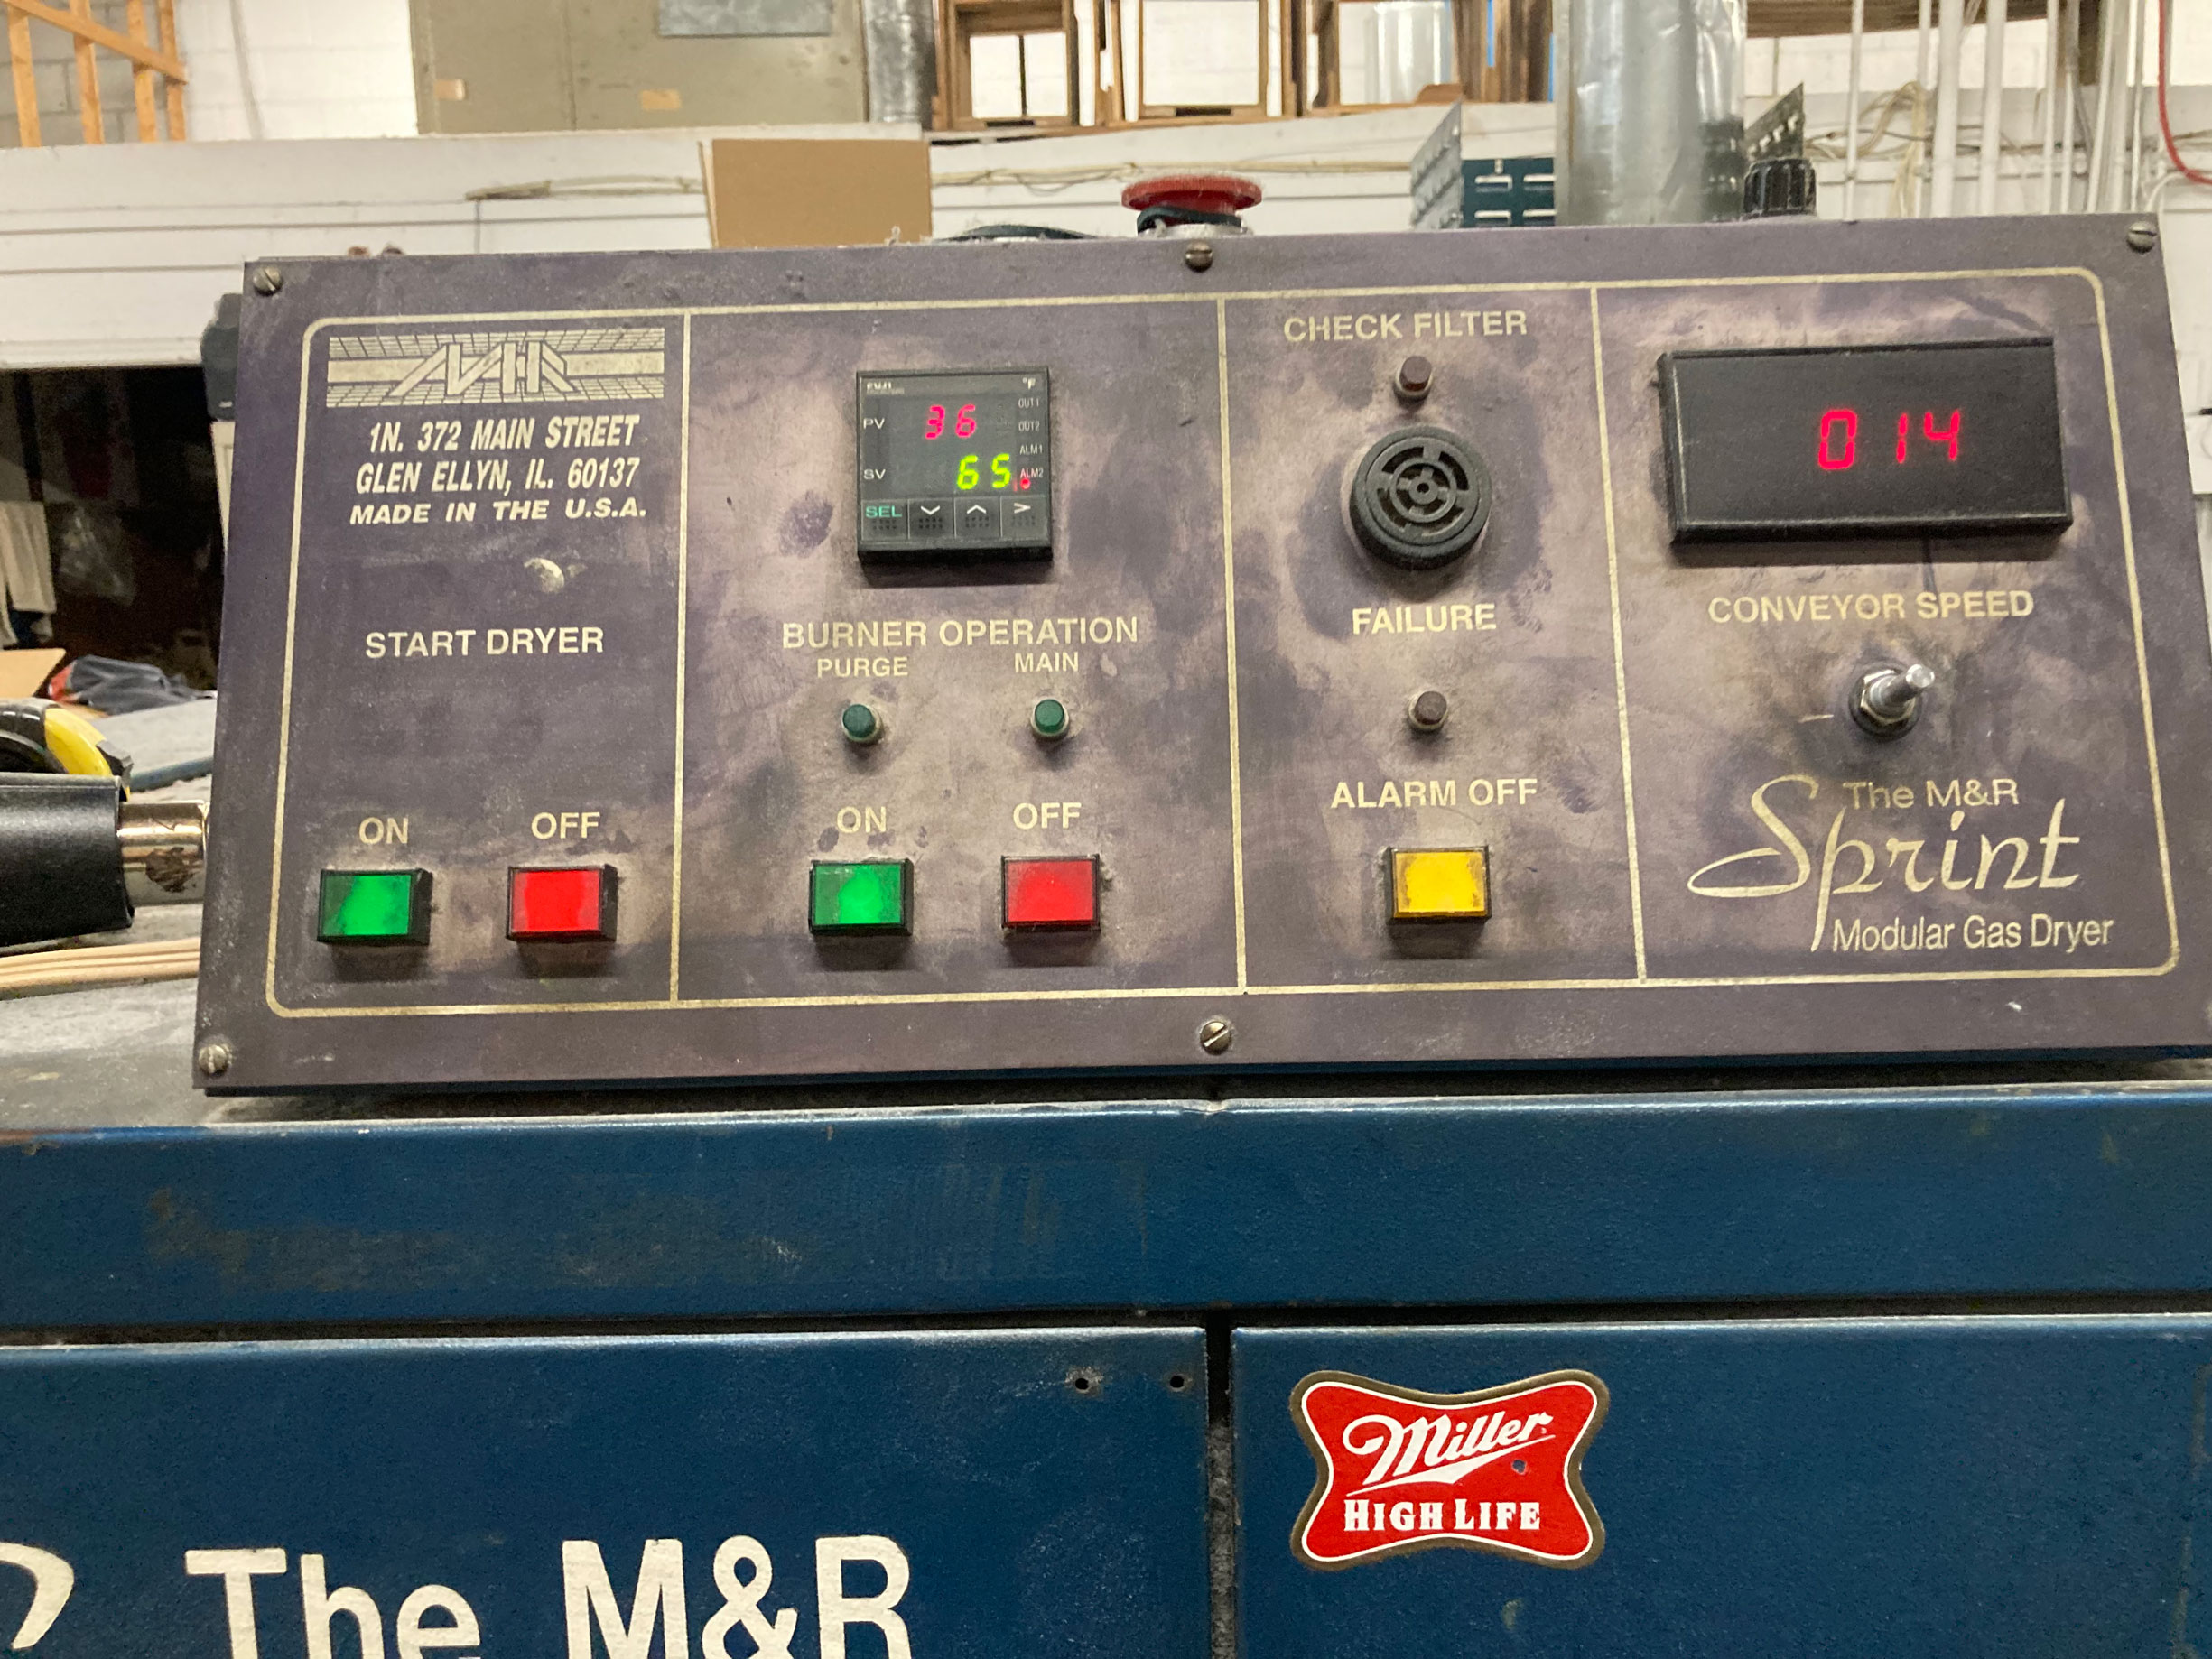 M&R
1N. 372 MAIN STREET
GLEN ELLYN, IL. 60137
MADE IN THE U.S.A.
START DRYER
ON
OFF
FUJI
°F
PV
36
OUT1
OUT2
ALM1
SV
65
ALM2
SEL
BURNER OPERATION
PURGE
MAIN
ON
OFF
CHECK FILTER
FAILURE
ALARM OFF
014
CONVEYOR SPEED
The M&R
Sprint
Modular Gas Dryer
The M&R
Miller
HIGH LIFE